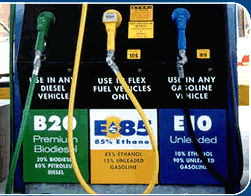 STOP
USE IN ANY
DIESEL
VEHICLE
USE IN FLEX
FUEL VEHICLES
ONLY
USE IN ANY
GASOLINE
VEHICLE
B20
Premium
Biodiesel
20% BIODIESEL
80% PETROLEUM
DIESEL
E85
85% Ethanol
85% ETHANOL
15% UNLEADED
GASOLINE
E10
Unleaded
10% ETHANOL
90% UNLEADED
GASOLINE